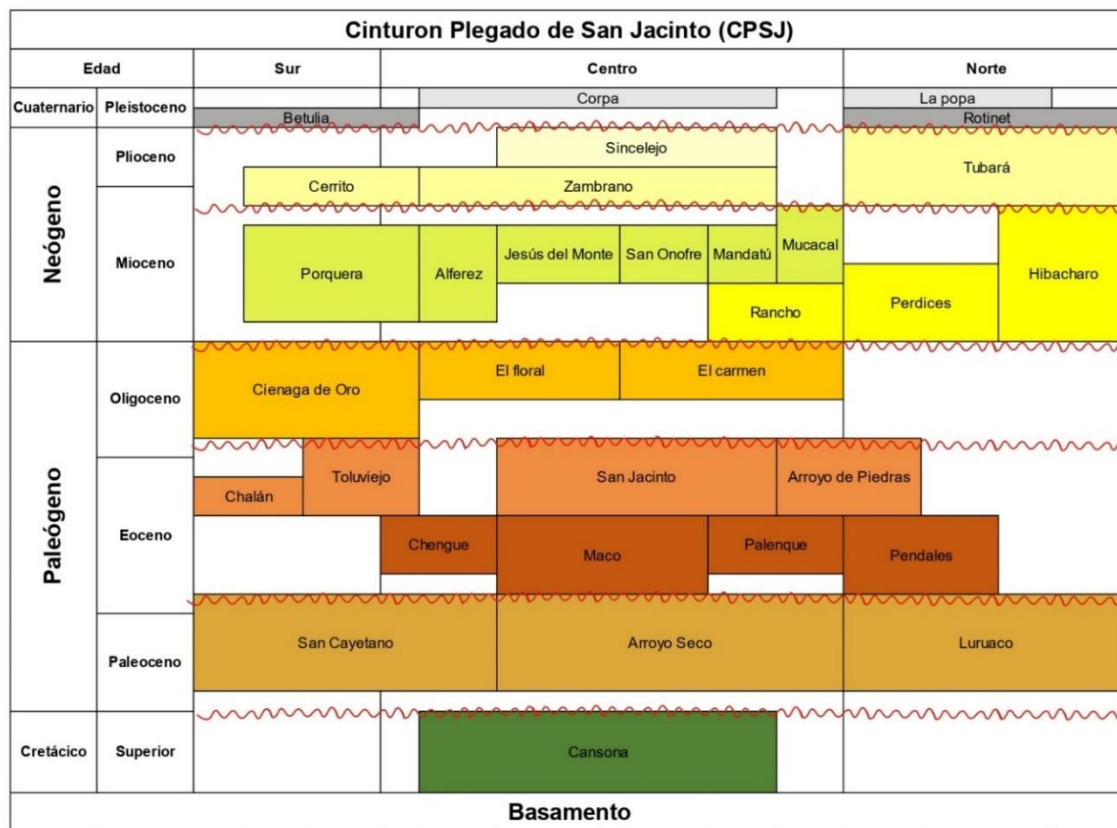 Cinturon Plegado de San Jacinto (CPSJ)
Edad
Sur
Centro
Norte
Cuaternario
Pleistoceno
Corpa
La popa
Betulia
Rotinet
Neógeno
Plioceno
Sincelejo
Tubará
Cerrito
Zambrano
Mioceno
Porquera
Alferez
Jesús del Monte
San Onofre
Mandatú
Mucacal
Hibacharo
Perdices
Rancho
Paleógeno
Oligoceno
Cienaga de Oro
El floral
El carmen
Eoceno
Toluviejo
San Jacinto
Arroyo de Piedras
Chalán
Chengue
Maco
Palenque
Pendales
Paleoceno
San Cayetano
Arroyo Seco
Luruaco
Cretácico
Superior
Cansona
Basamento